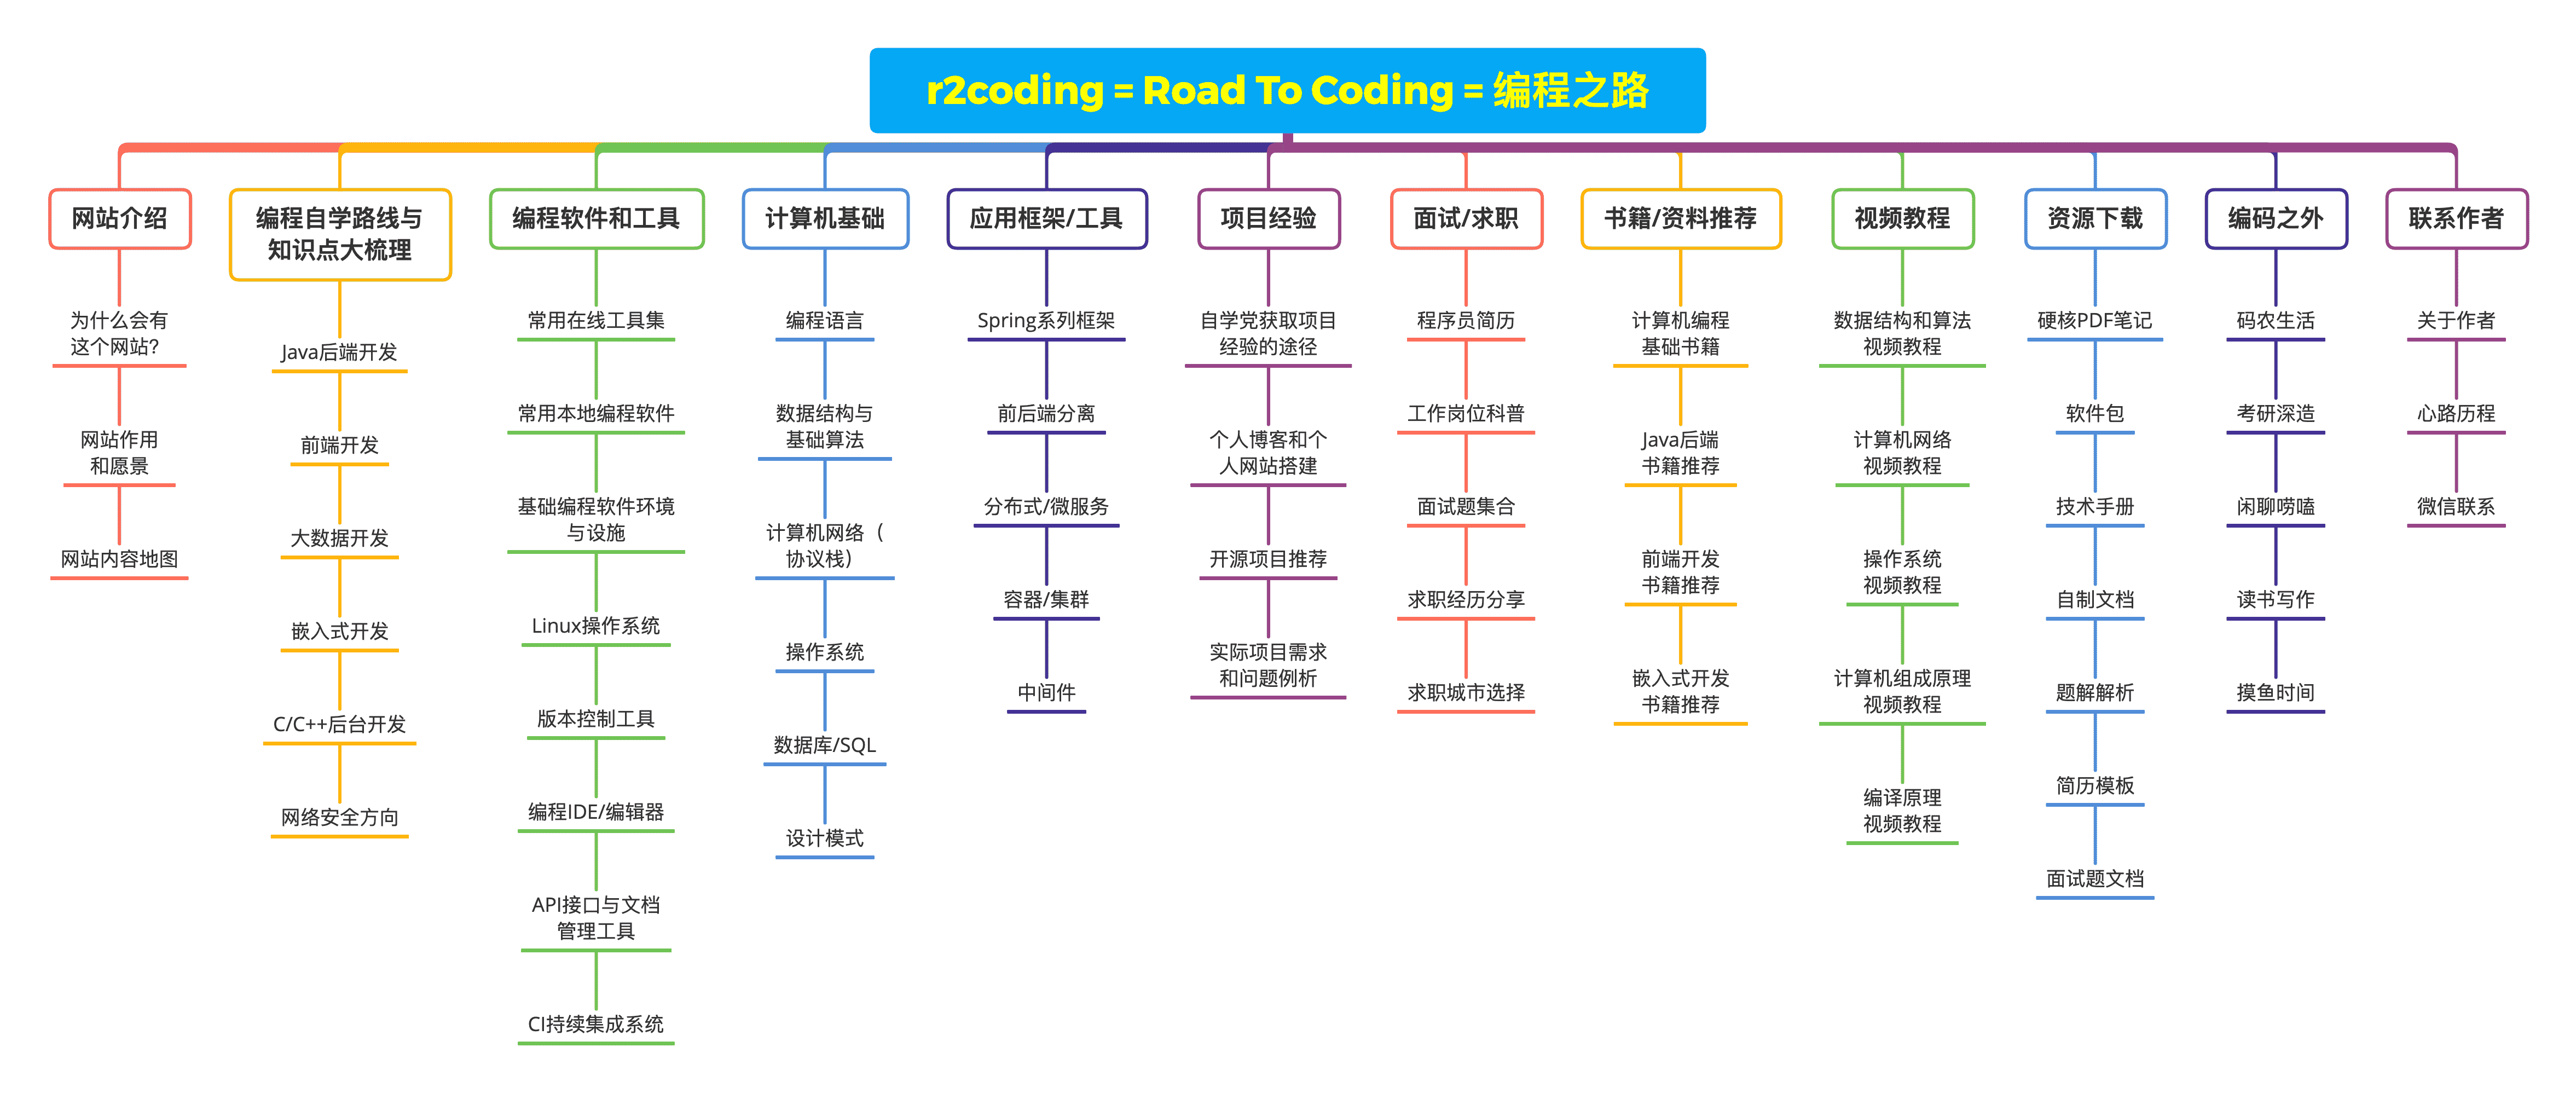 r2coding = Road To Coding = 编程之路
网站介绍
为什么会有
这个网站？
网站作用
和愿景
网站内容地图
编程自学路线与
知识点大梳理
Java后端开发
前端开发
大数据开发
嵌入式开发
C/C++后台开发
网络安全方向
编程软件和工具
常用在线工具集
常用本地编程软件
基础编程软件环境
与设施
Linux操作系统
版本控制工具
编程IDE/编辑器
API接口与文档
管理工具
CI持续集成系统
计算机基础
编程语言
数据结构与
基础算法
计算机网络（
协议栈）
操作系统
数据库/SQL
设计模式
应用框架/工具
Spring系列框架
前后端分离
分布式/微服务
容器/集群
中间件
项目经验
自学党获取项目
经验的途径
个人博客和个
人网站搭建
开源项目推荐
实际项目需求
和问题例析
面试/求职
程序员简历
工作岗位科普
面试题集合
求职经历分享
求职城市选择
书籍/资料推荐
计算机编程
基础书籍
Java后端
书籍推荐
前端开发
书籍推荐
嵌入式开发
书籍推荐
视频教程
数据结构和算法
视频教程
计算机网络
视频教程
操作系统
视频教程
计算机组成原理
视频教程
编译原理
视频教程
资源下载
硬核PDF笔记
软件包
技术手册
自制文档
题解解析
简历模板
面试题文档
编码之外
码农生活
考研深造
闲聊唠嗑
读书写作
摸鱼时间
联系作者
关于作者
心路历程
微信联系